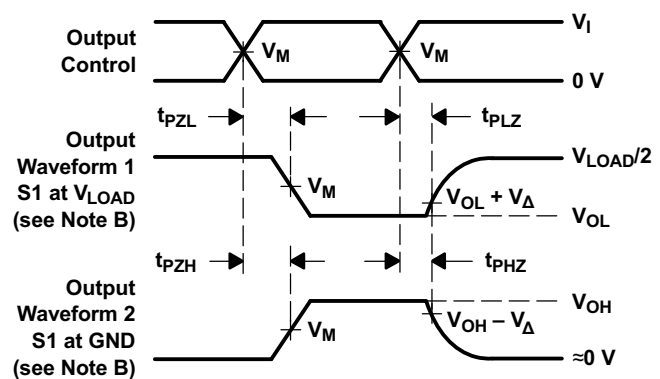 Output
Control
V_M
V_M
V_I
0 V
t_PZL
t_PLZ
Output
Waveform 1
S1 at V_LOAD
(see Note B)
V_M
V_LOAD/2
V_OL + V_Δ
V_OL
t_PZH
t_PHZ
Output
Waveform 2
S1 at GND
(see Note B)
V_M
V_OH
V_OH – V_Δ
≈0 V